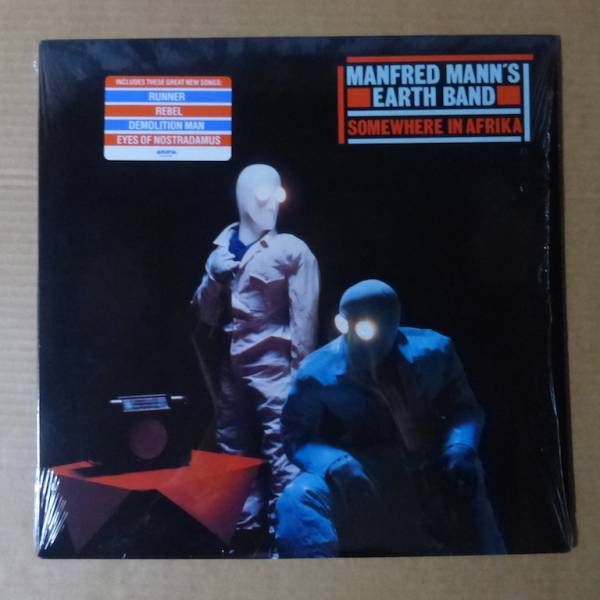 INCLUDES THESE GREAT NEW SONGS:
RUNNER
REBEL
DEMOLITION MAN
EYES OF NOSTRADAMUS
ARISTA
MANFRED MANN'S
EARTH BAND
SOMEWHERE IN AFRIKA